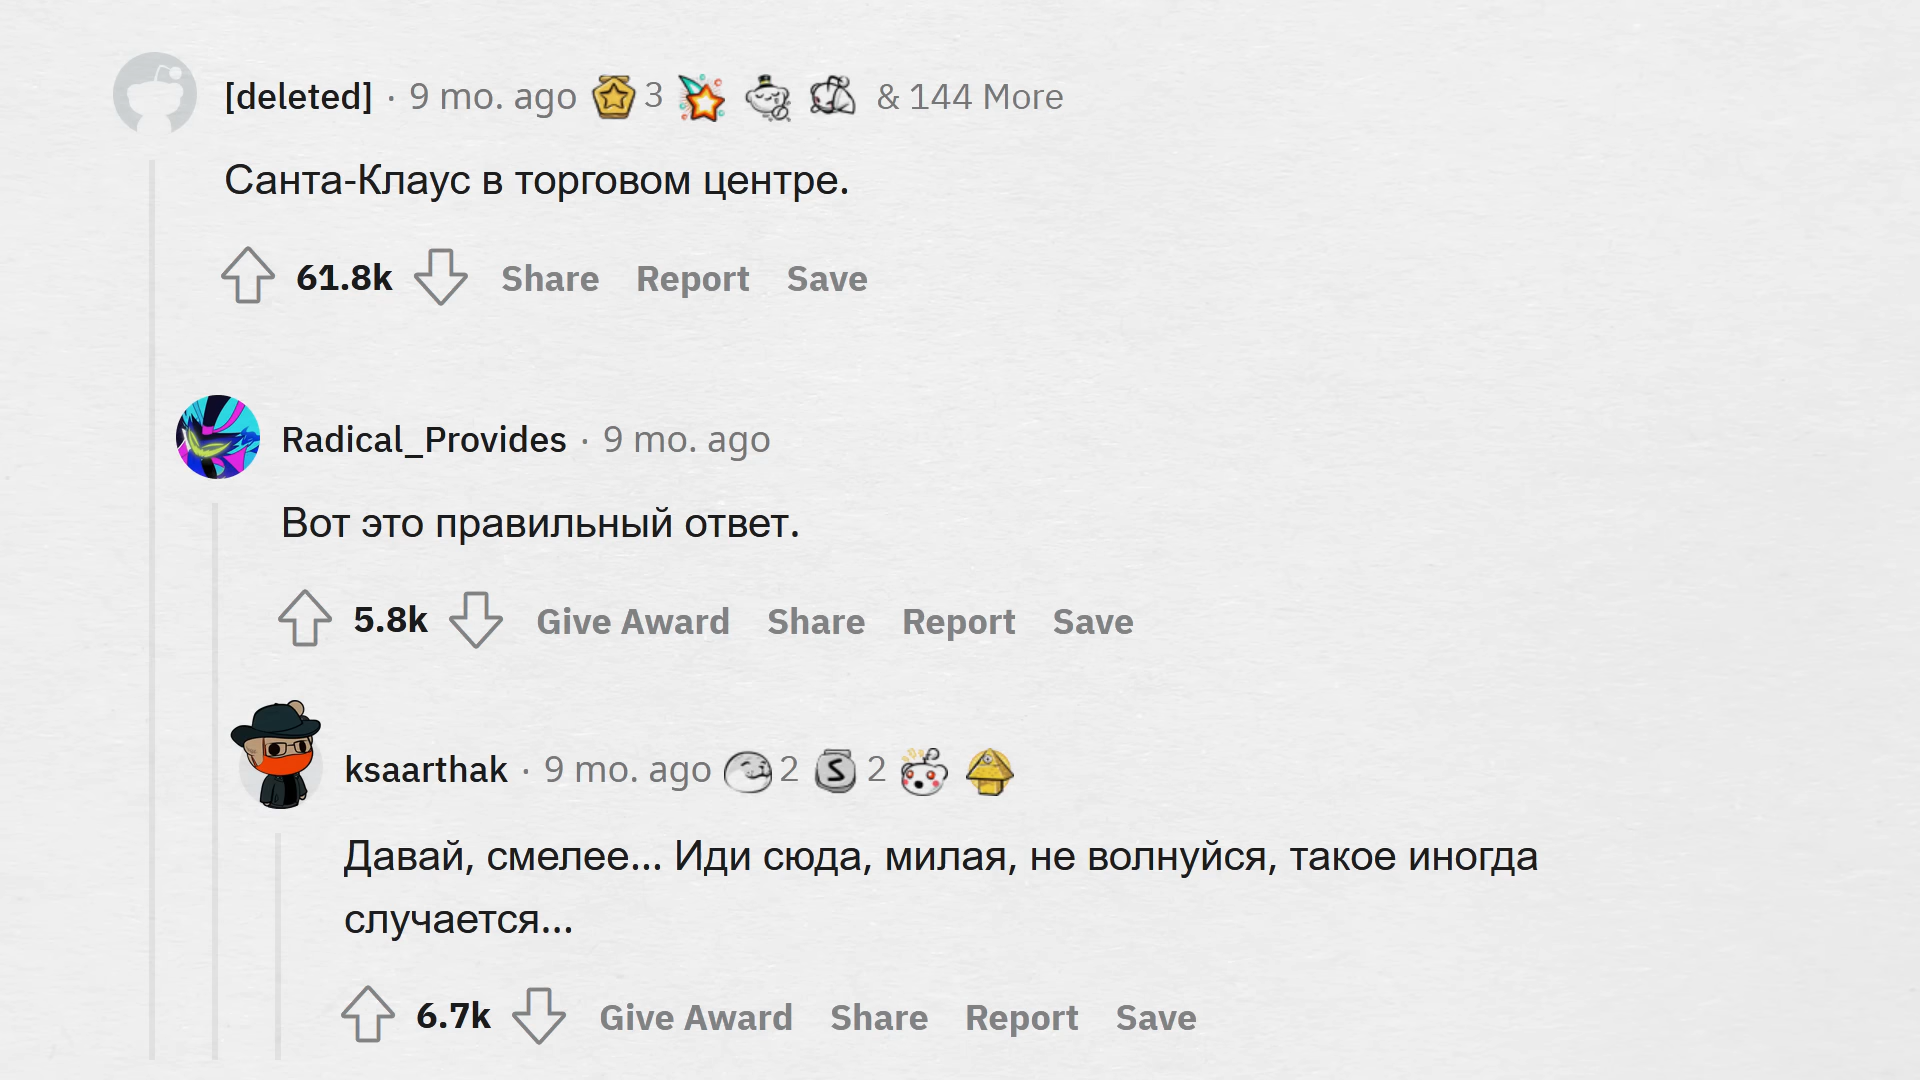 [deleted] · 9 mo. ago 3 & 144 More
Санта-Клаус в торговом центре.
61.8k Share Report Save
Radical_Provides · 9 mo. ago
Вот это правильный ответ.
5.8k Give Award Share Report Save
ksaarthak · 9 mo. ago 2 S 2
Давай, смелее... Иди сюда, милая, не волнуйся, такое иногда
случается...
6.7k Give Award Share Report Save